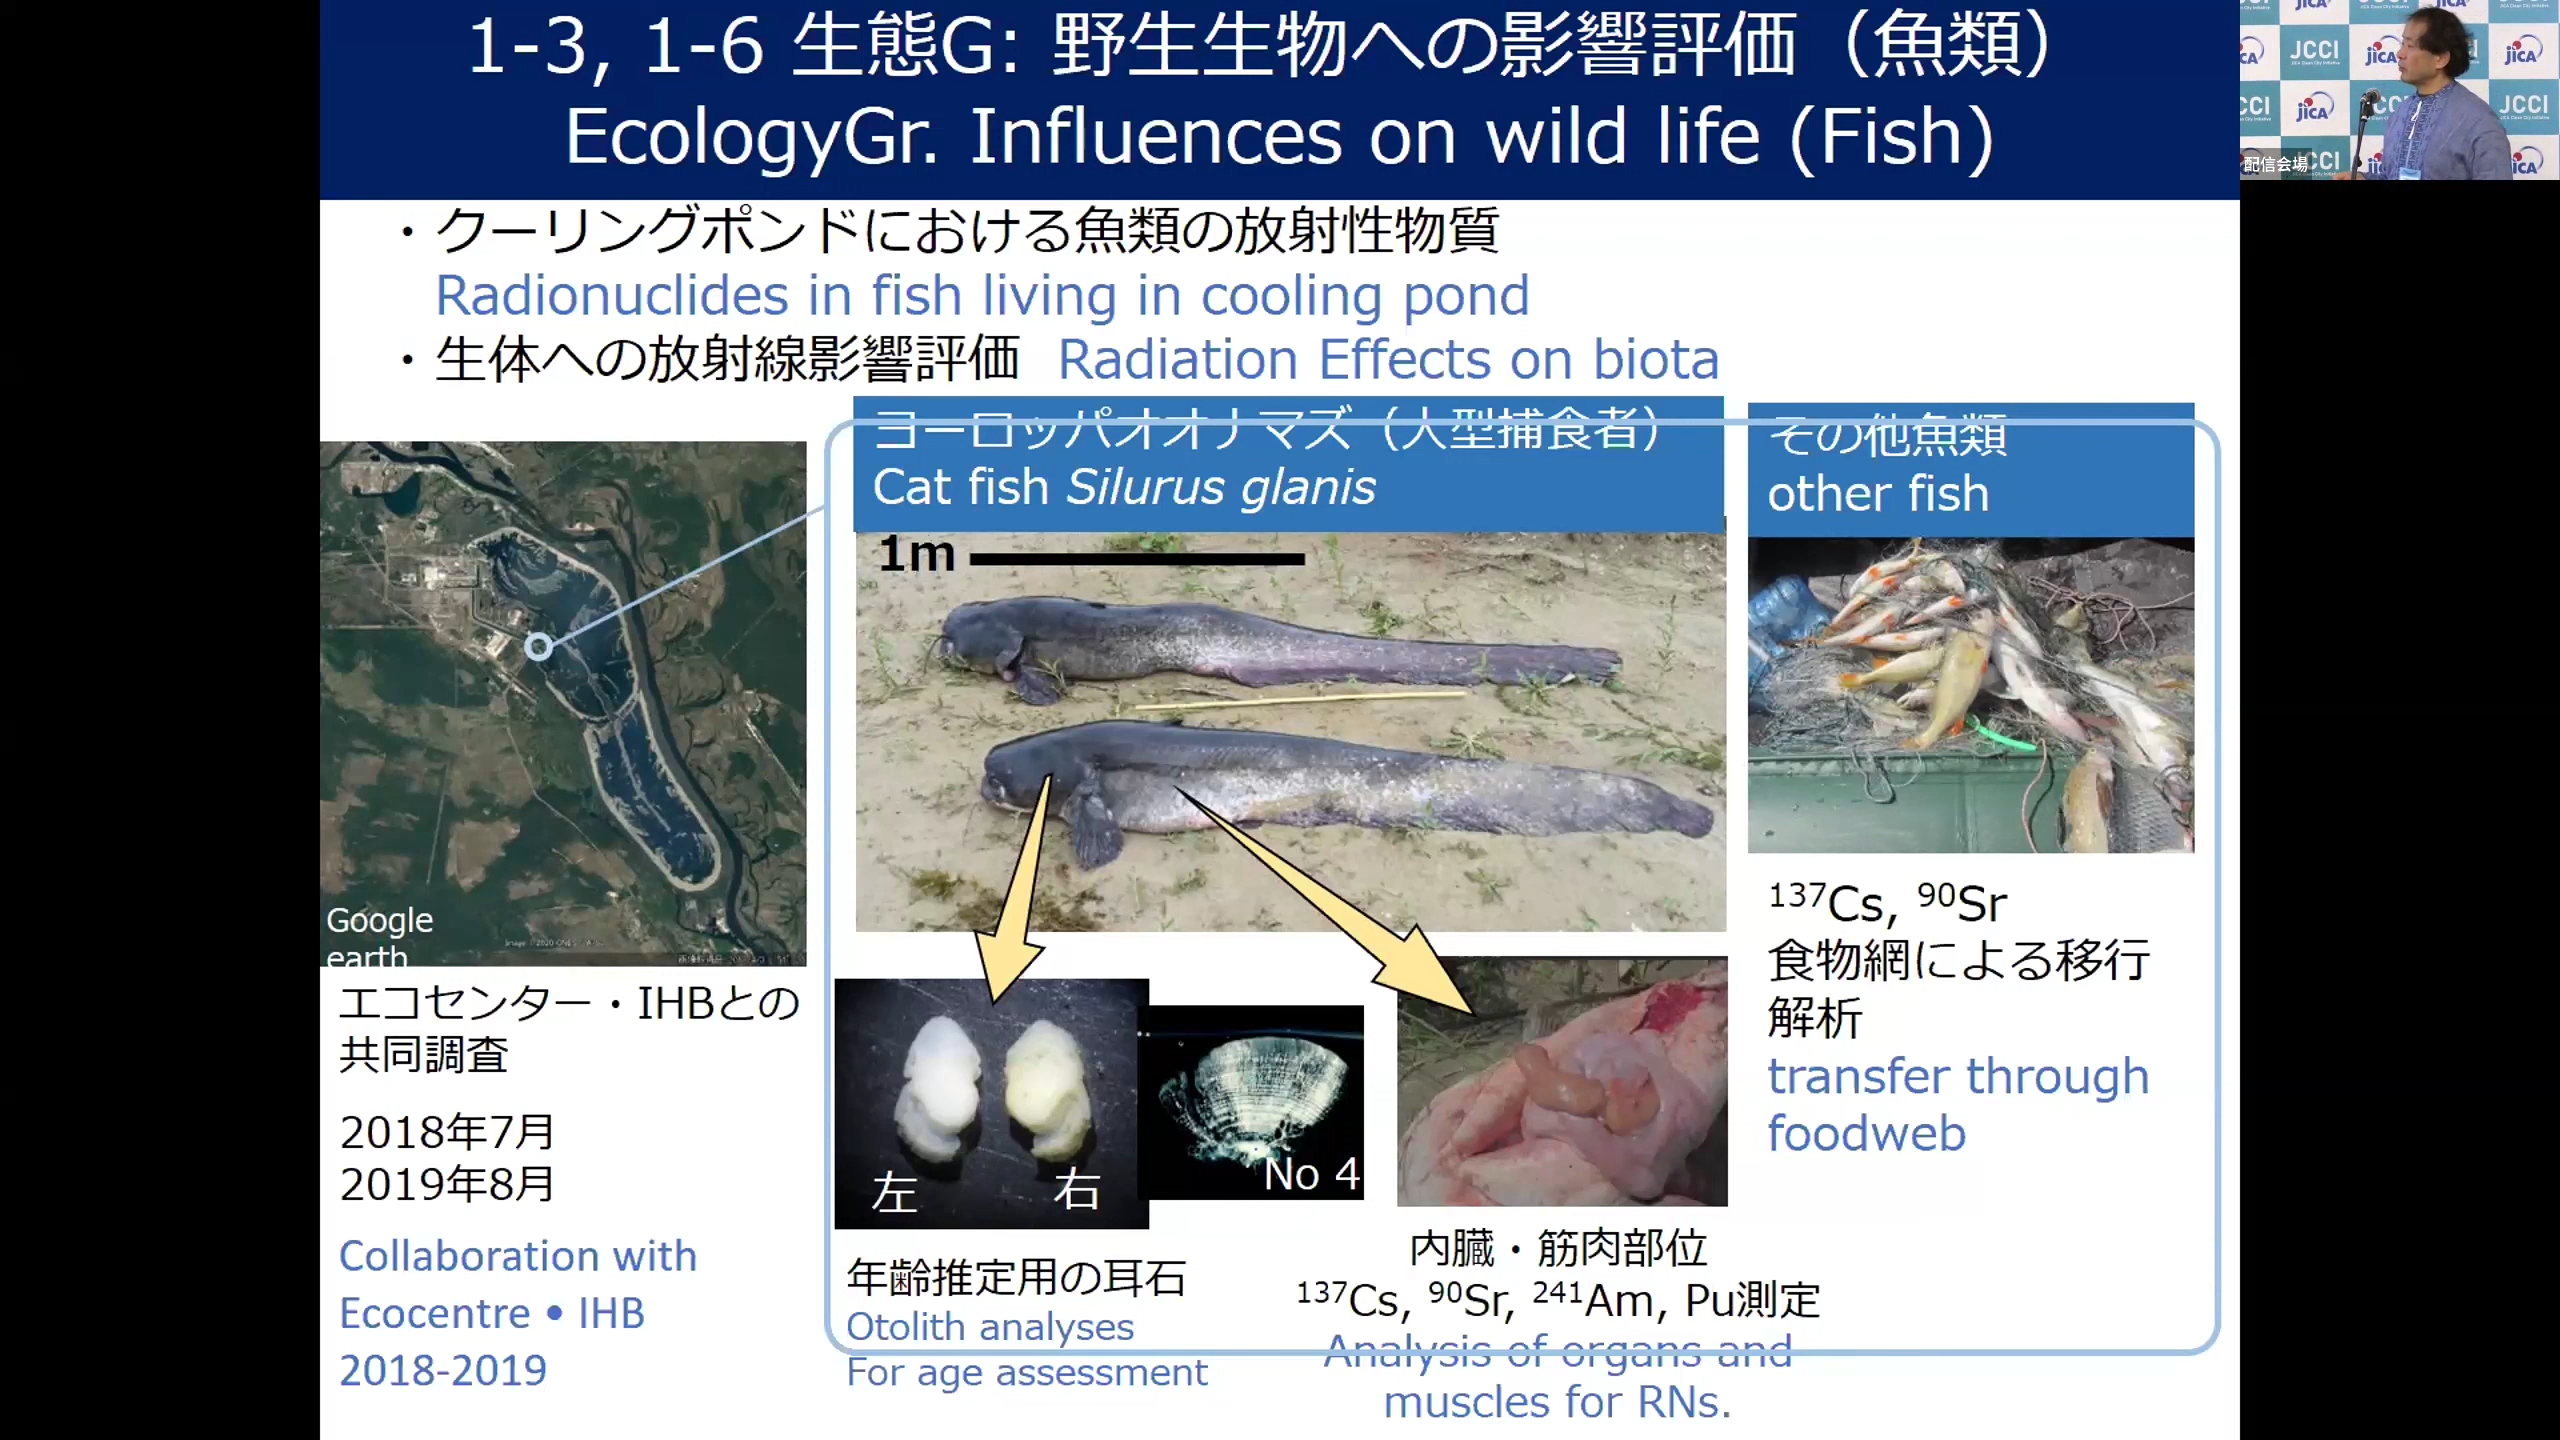 1-3, 1-6 生態G: 野生生物への影響評価（魚類）
EcologyGr. Influences on wild life (Fish)
・クーリングポンドにおける魚類の放射性物質
Radionuclides in fish living in cooling pond
・生体への放射線影響評価 Radiation Effects on biota
ヨーロッパオオナマズ（大型捕食者）
Cat fish Silurus glanis
1m
その他魚類
other fish
Google
earth
エコセンター・IHBとの
共同調査
2018年7月
2019年8月
Collaboration with
Ecocentre • IHB
2018-2019
左
右
No 4
年齢推定用の耳石
Otolith analyses
For age assessment
内臓・筋肉部位
137Cs, 90Sr, 241Am, Pu測定
Analysis of organs and
muscles for RNs.
137Cs, 90Sr
食物網による移行
解析
transfer through
foodweb
JCCI
JICA
配信会場